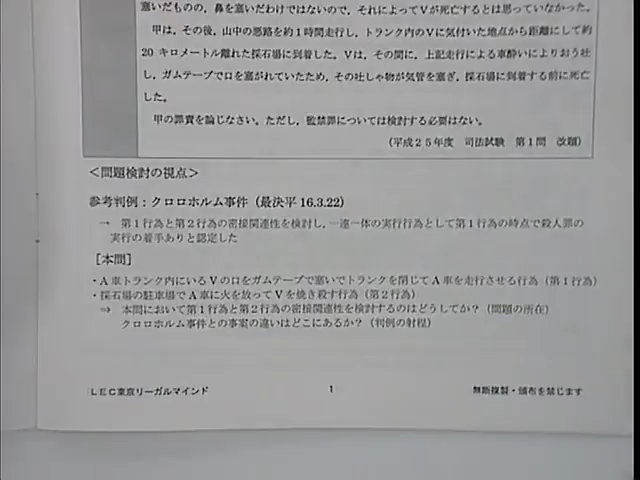 塞いだものの，鼻を塞いだわけではないので，それによってVが死亡するとは思っていなかった。
甲は，その後，山中の悪路を約1時間走行し，トランク内のVに気付いた地点から距離にして約
20 キロメートル離れた採石場に到着した。Vは，その間に，上記走行による車酔いによりおう吐
し，ガムテープで口を塞がれていたため，その吐しゃ物が気管を塞ぎ，採石場に到着する前に死亡
した。
甲の罪責を論じなさい。ただし，監禁罪については検討する必要はない。
（平成２５年度　司法試験　第１問　改題）
＜問題検討の視点＞
参考判例：クロロホルム事件（最決平 16.3.22）
→　第１行為と第２行為の密接関連性を検討し，一連一体の実行行為として第１行為の時点で殺人罪の
実行の着手ありと認定した
［本問］
・A車トランク内にいるVの口をガムテープで塞いでトランクを閉じてA車を走行させる行為（第１行為）
・採石場の駐車場でA車に火を放ってVを焼き殺す行為（第２行為）
⇒　本問において第１行為と第２行為の密接関連性を検討するのはどうしてか？（問題の所在）
クロロホルム事件との事案の違いはどこにあるか？（判例の射程）
ＬＥＣ東京リーガルマインド
1
無断複製・頒布を禁じます